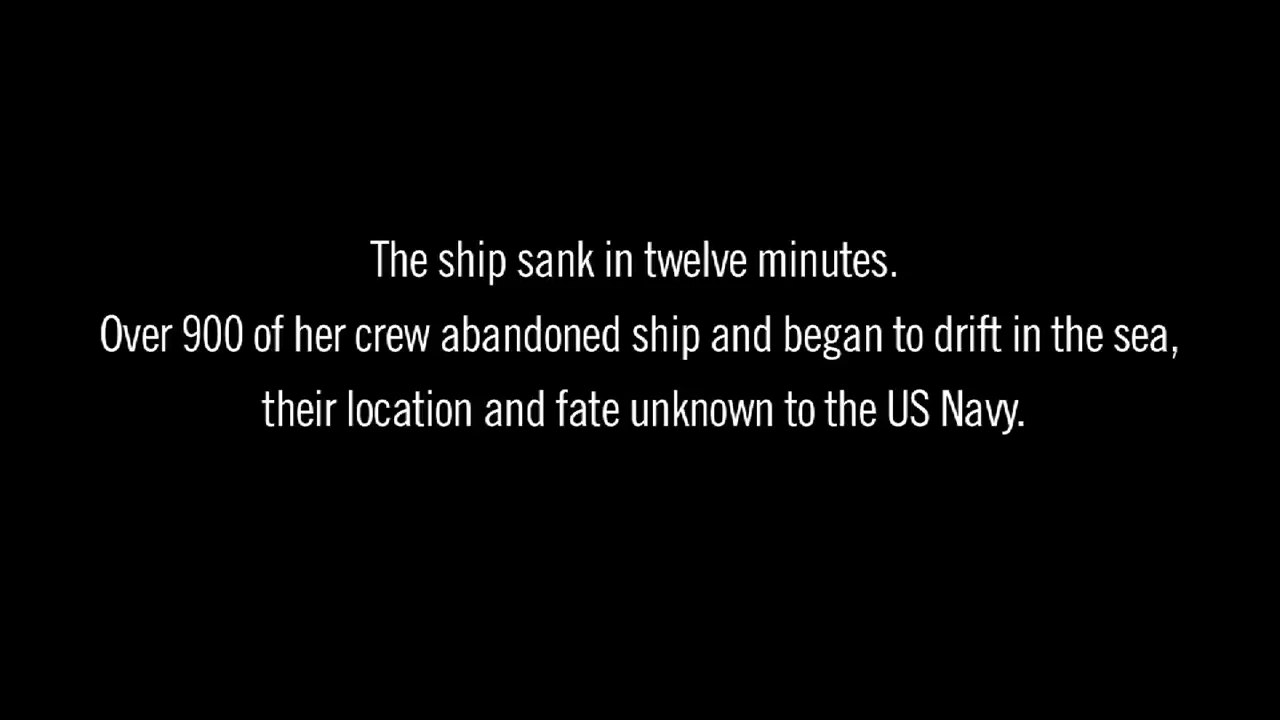 The ship sank in twelve minutes.
Over 900 of her crew abandoned ship and began to drift in the sea,
their location and fate unknown to the US Navy.